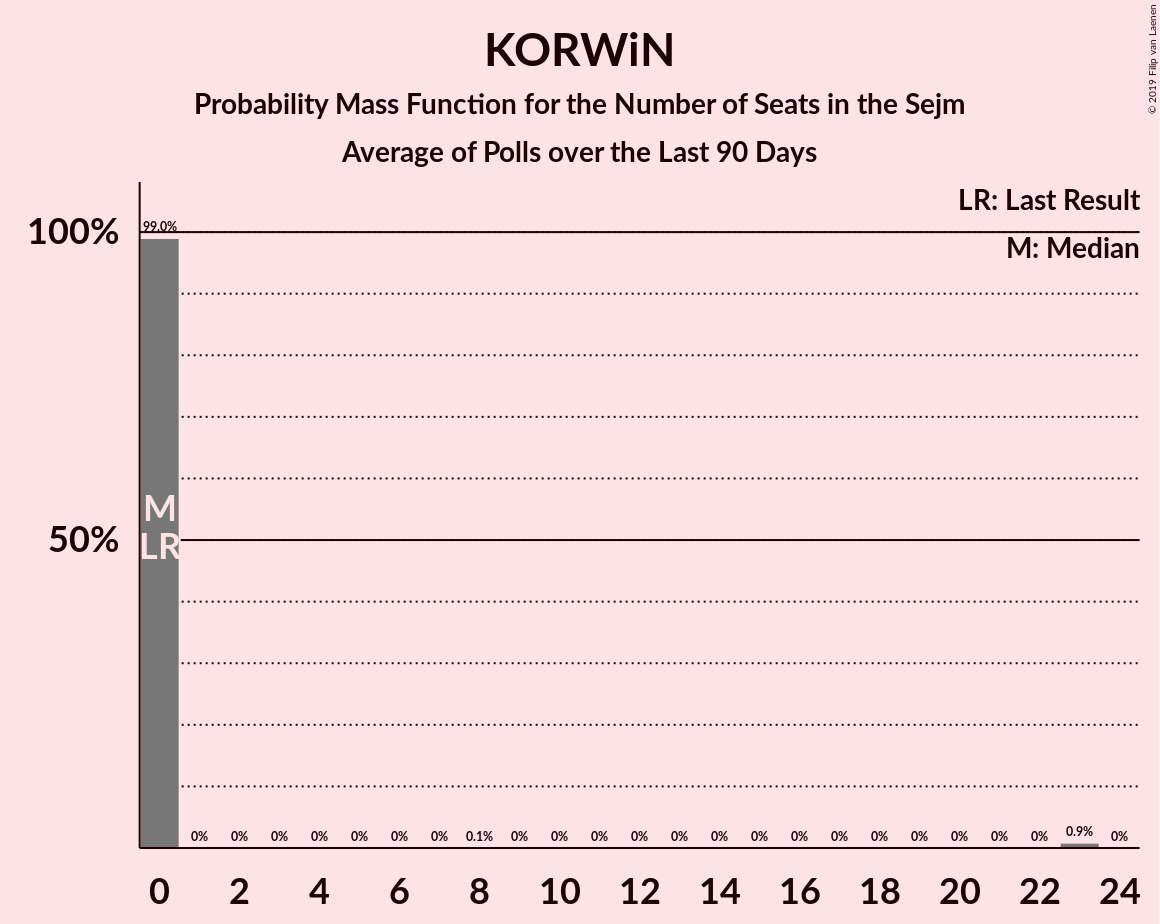 KORWiN
Probability Mass Function for the Number of Seats in the Sejm
Average of Polls over the Last 90 Days
© 2019 Filip van Laenen
LR: Last Result
M: Median
100%
50%
99.0%
M
LR
0% 0% 0% 0% 0% 0% 0% 0.1% 0% 0% 0% 0% 0% 0% 0% 0% 0% 0% 0% 0% 0% 0% 0.9% 0%
0 2 4 6 8 10 12 14 16 18 20 22 24